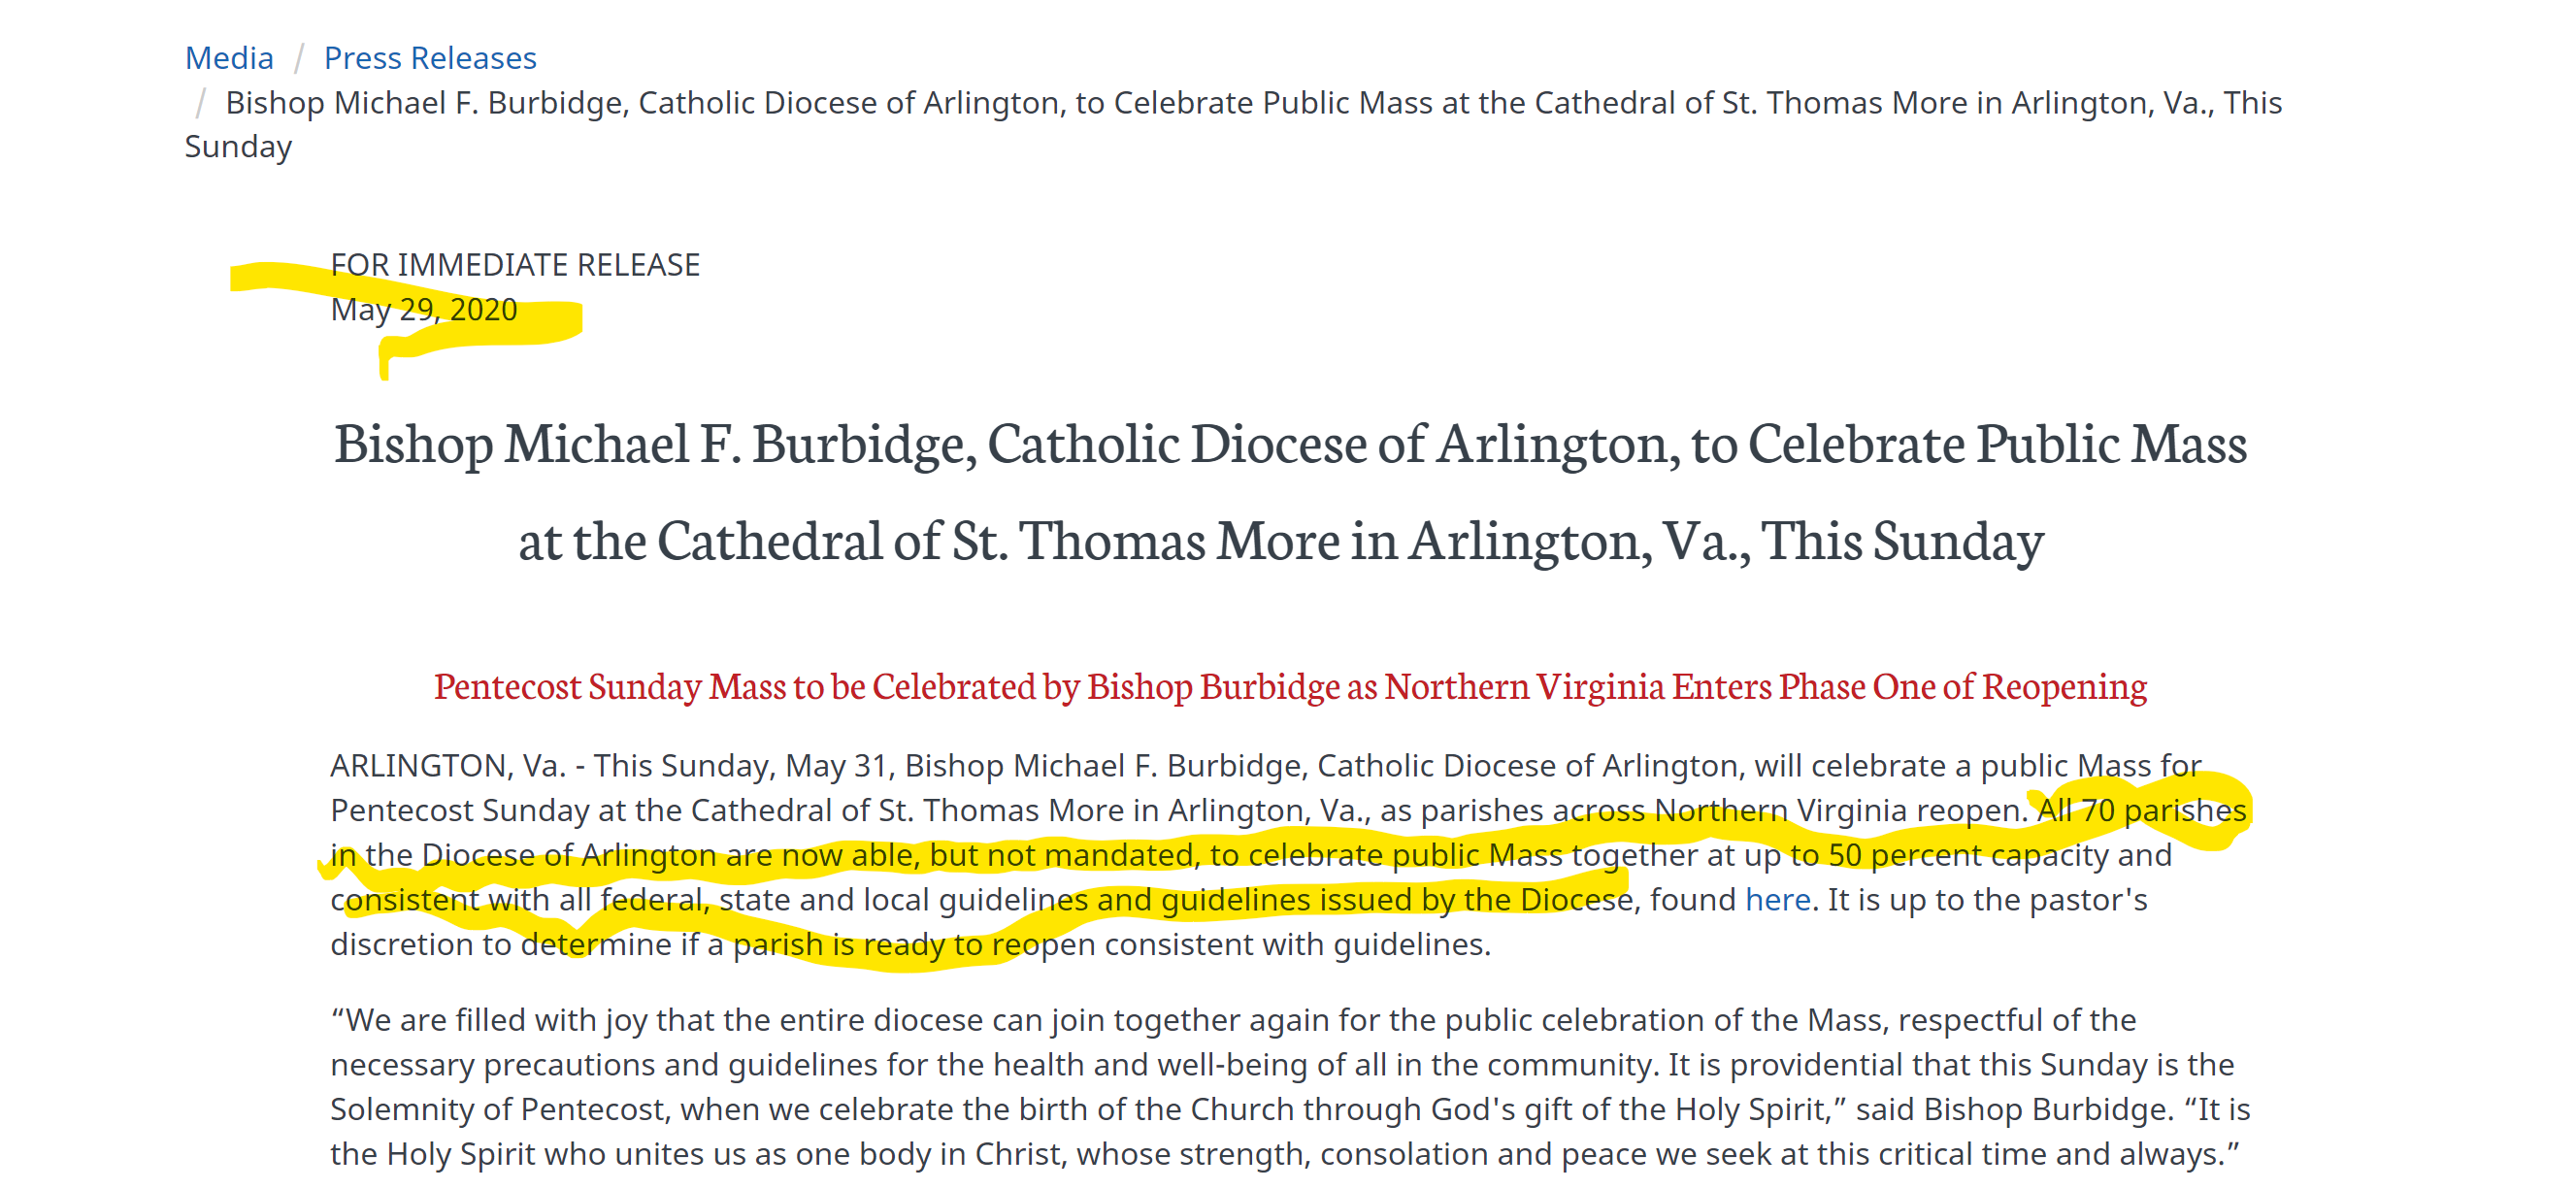 Media / Press Releases
/ Bishop Michael F. Burbidge, Catholic Diocese of Arlington, to Celebrate Public Mass at the Cathedral of St. Thomas More in Arlington, Va., This
Sunday
FOR IMMEDIATE RELEASE
May 29, 2020
Bishop Michael F. Burbidge, Catholic Diocese of Arlington, to Celebrate Public Mass
at the Cathedral of St. Thomas More in Arlington, Va., This Sunday
Pentecost Sunday Mass to be Celebrated by Bishop Burbidge as Northern Virginia Enters Phase One of Reopening
ARLINGTON, Va. - This Sunday, May 31, Bishop Michael F. Burbidge, Catholic Diocese of Arlington, will celebrate a public Mass for
Pentecost Sunday at the Cathedral of St. Thomas More in Arlington, Va., as parishes across Northern Virginia reopen. All 70 parishes
in the Diocese of Arlington are now able, but not mandated, to celebrate public Mass together at up to 50 percent capacity and
consistent with all federal, state and local guidelines and guidelines issued by the Diocese, found here. It is up to the pastor's
discretion to determine if a parish is ready to reopen consistent with guidelines.
“We are filled with joy that the entire diocese can join together again for the public celebration of the Mass, respectful of the
necessary precautions and guidelines for the health and well-being of all in the community. It is providential that this Sunday is the
Solemnity of Pentecost, when we celebrate the birth of the Church through God's gift of the Holy Spirit,” said Bishop Burbidge. “It is
the Holy Spirit who unites us as one body in Christ, whose strength, consolation and peace we seek at this critical time and always.”